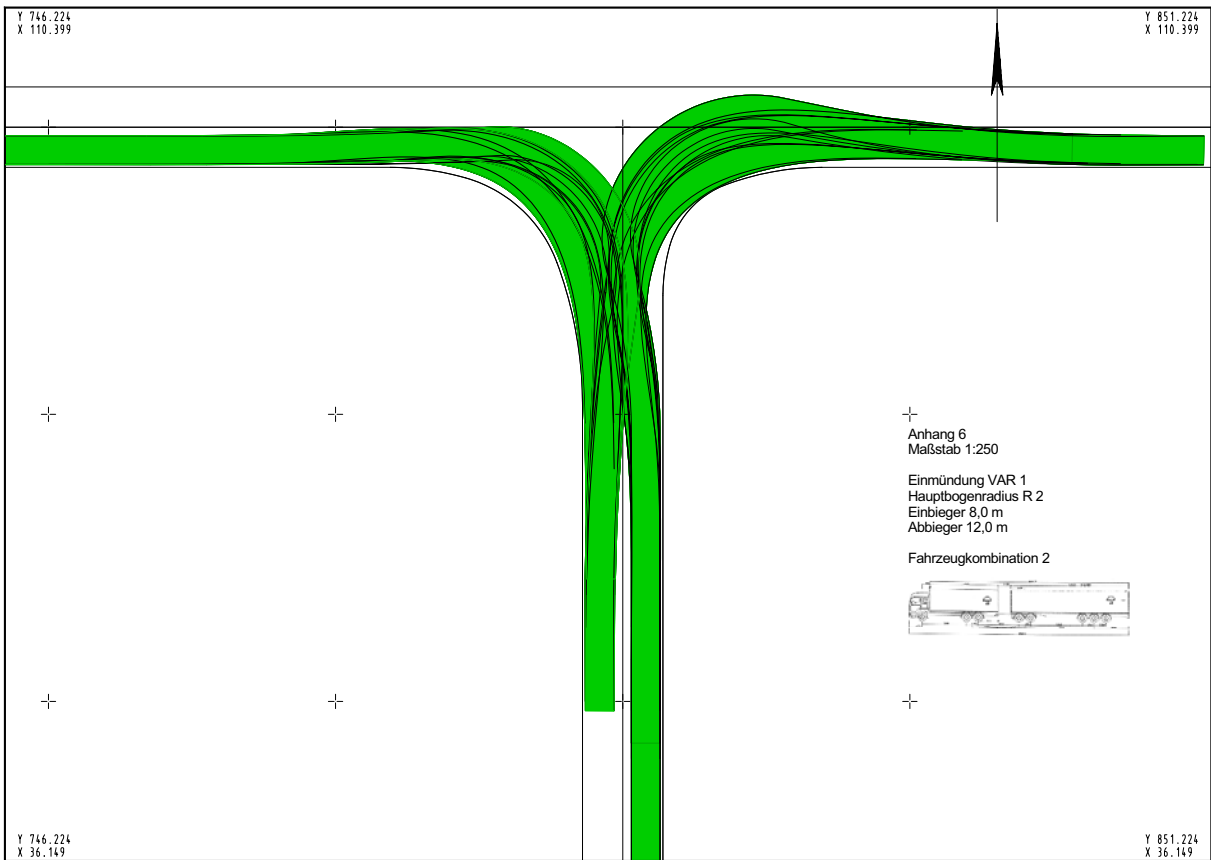 Y 746.224
X 110.399
Y 851.224
X 110.399
Anhang 6
Maßstab 1:250
Einmündung VAR 1
Hauptbogenradius R 2
Einbieger 8,0 m
Abbieger 12,0 m
Fahrzeugkombination 2
Y 746.224
X 36.149
Y 851.224
X 36.149